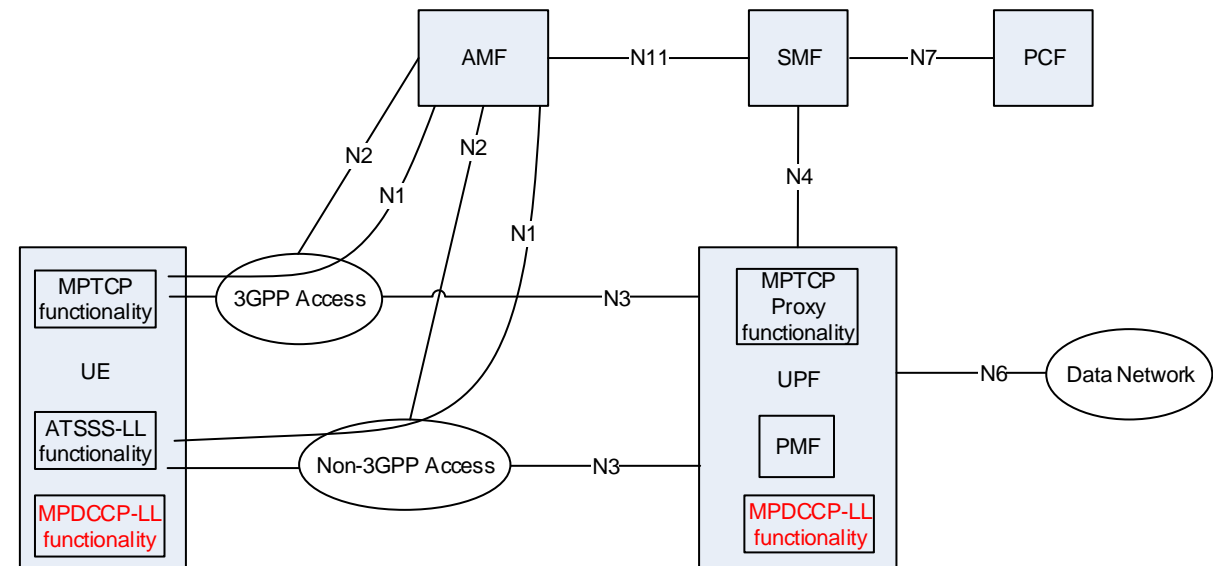 AMF
N11
SMF
N7
PCF
N2
N2
N1
N4
N1
MPTCP
functionality
3GPP Access
N3
MPTCP
Proxy
functionality
UE
UPF
N6
Data Network
ATSSS-LL
functionality
Non-3GPP Access
N3
PMF
MPDCCP-LL
functionality
MPDCCP-LL
functionality